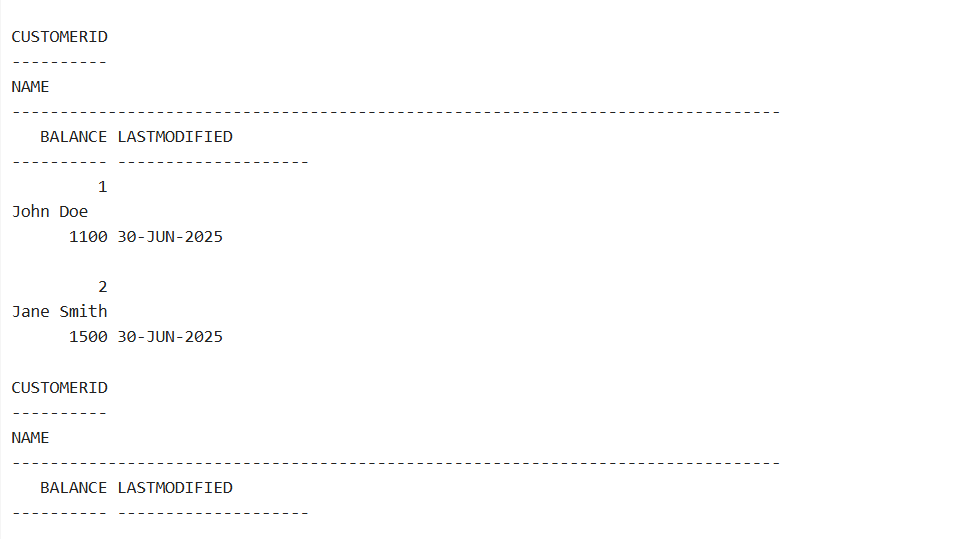 CUSTOMERID
----------
NAME
--------------------------------------------------------------------------------
   BALANCE LASTMODIFIED
---------- --------------------
         1
John Doe
      1100 30-JUN-2025

         2
Jane Smith
      1500 30-JUN-2025

CUSTOMERID
----------
NAME
--------------------------------------------------------------------------------
   BALANCE LASTMODIFIED
---------- --------------------